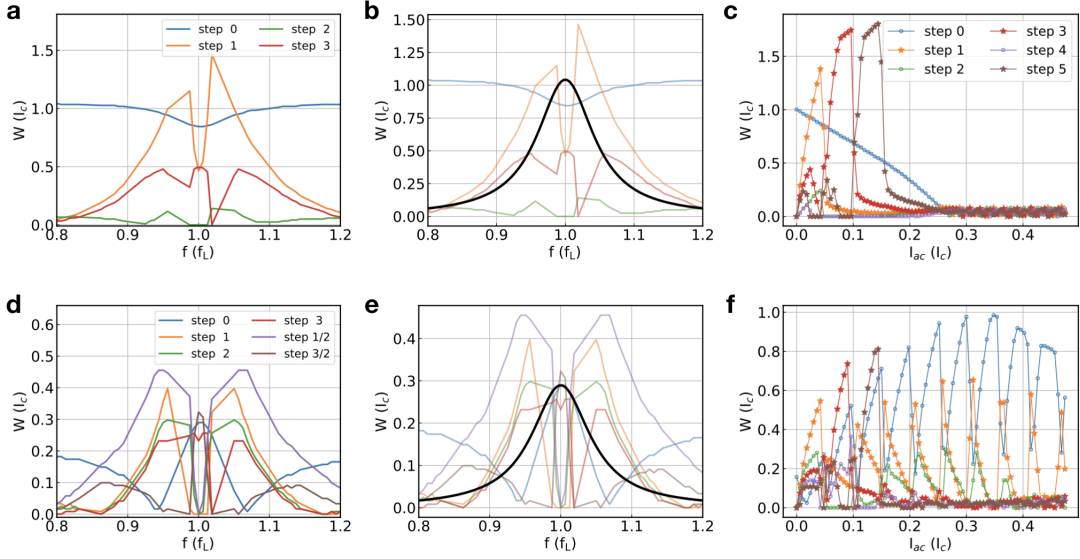 a
W (I_c)
1.5
1.0
0.5
0.0
step 0
step 1
step 2
step 3
0.8 0.9 1.0 1.1 1.2
f (f_L)
b
W (I_c)
1.50
1.25
1.00
0.75
0.50
0.25
0.00
0.8 0.9 1.0 1.1 1.2
f (f_L)
c
W (I_c)
1.5
1.0
0.5
0.0
step 0
step 1
step 2
step 3
step 4
step 5
0.0 0.1 0.2 0.3 0.4
I_ac (I_c)
d
W (I_c)
0.6
0.5
0.4
0.3
0.2
0.1
0.0
step 0
step 1
step 2
step 3
step 1/2
step 3/2
0.8 0.9 1.0 1.1 1.2
f (f_L)
e
W (I_c)
0.4
0.3
0.2
0.1
0.0
0.8 0.9 1.0 1.1 1.2
f (f_L)
f
W (I_c)
1.0
0.8
0.6
0.4
0.2
0.0
0.0 0.1 0.2 0.3 0.4
I_ac (I_c)